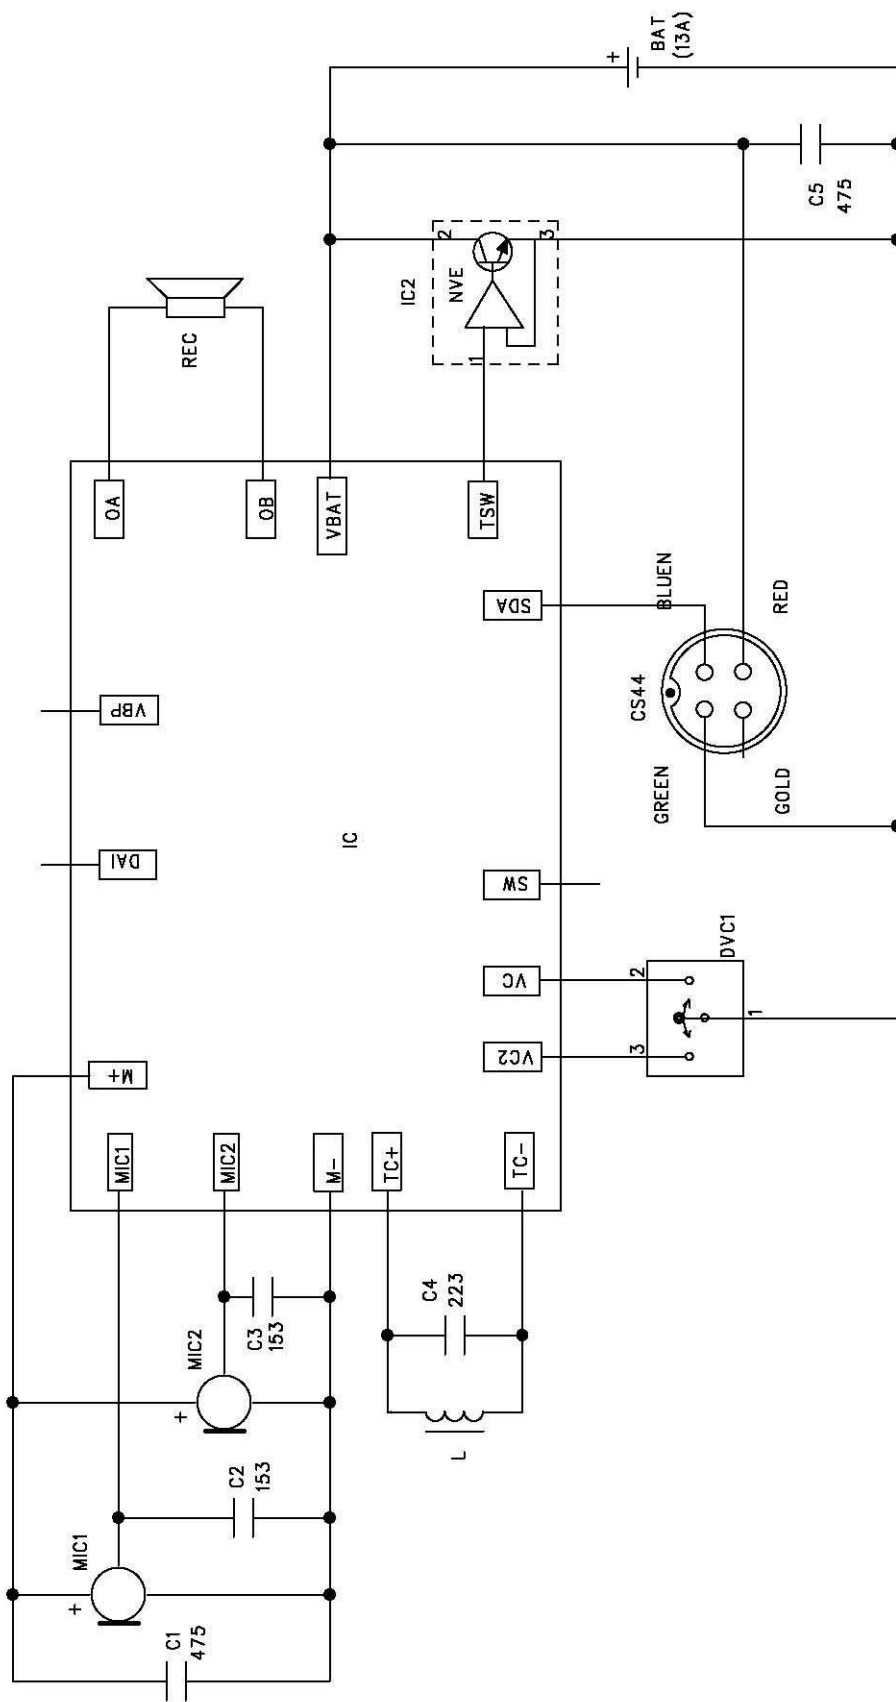 BAT
(13A)
+
C5
475
2
3
IC2
NVE
1
REC
OA
OB
VBAT
TSW
SDA
BLUEN
RED
VBP
CS44
GREEN
GOLD
DAI
IC
SW
VC
2
DVC1
1
VC2
3
M+
MIC1
MIC2
M-
TC+
TC-
C4
223
C3
153
MIC2
+
L
C2
153
MIC1
+
C1
475